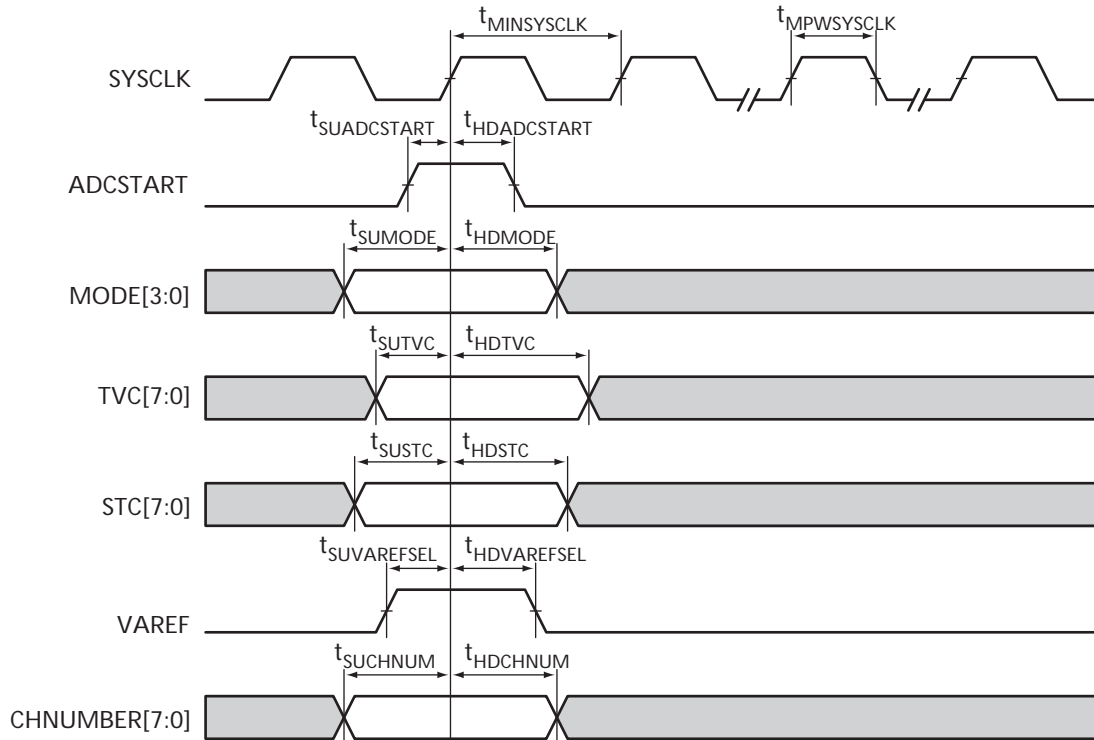 tMINSYSCLK
tMPWSYSCLK
SYSCLK
tSUADCSTART
tHDADCSTART
ADCSTART
tSUMODE
tHDMODE
MODE[3:0]
tSUTVC
tHDTVC
TVC[7:0]
tSUSTC
tHDSTC
STC[7:0]
tSUVAREFSEL
tHDVAREFSEL
VAREF
tSUCHNUM
tHDCHNUM
CHNUMBER[7:0]